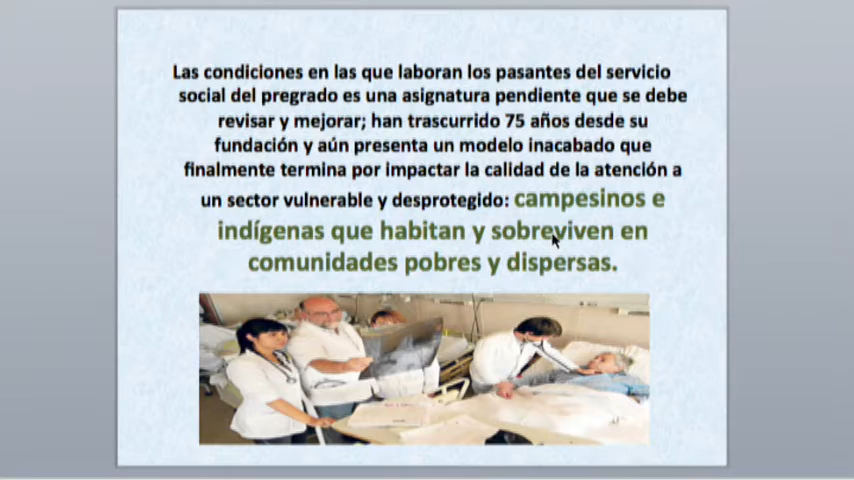 Las condiciones en las que laboran los pasantes del servicio
social del pregrado es una asignatura pendiente que se debe
revisar y mejorar; han trascurrido 75 años desde su
fundación y aún presenta un modelo inacabado que
finalmente termina por impactar la calidad de la atención a
un sector vulnerable y desprotegido: campesinos e
indígenas que habitan y sobreviven en
comunidades pobres y dispersas.